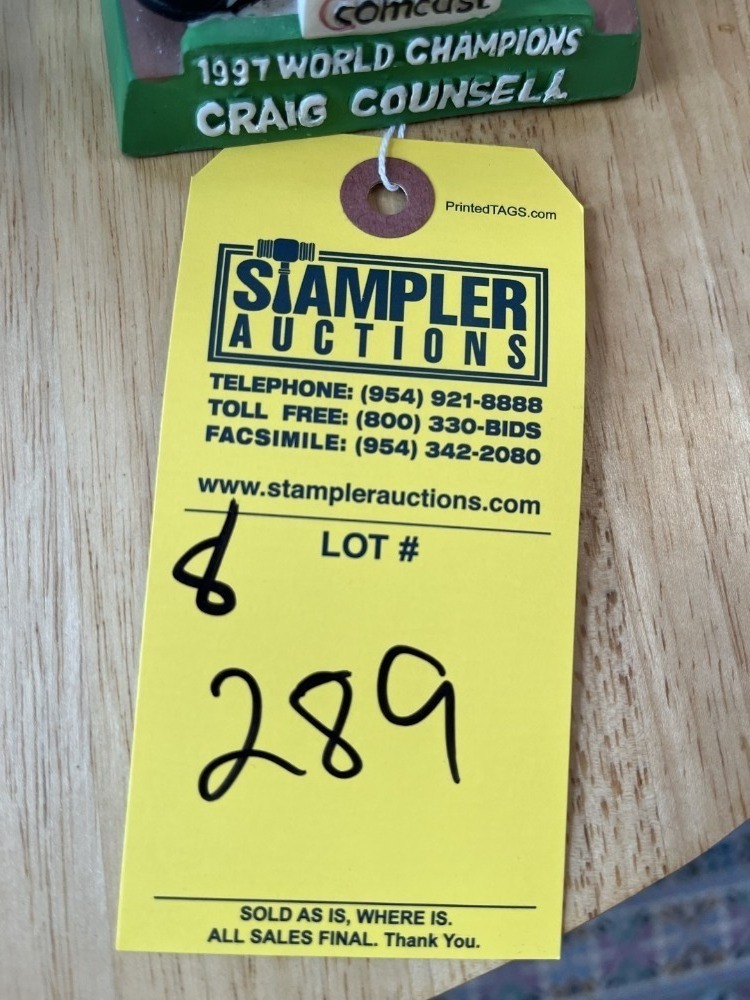 comcast
1997 WORLD CHAMPIONS
CRAIG COUNSELL
PrintedTAGS.com
STAMPLER
AUCTIONS
TELEPHONE: (954) 921-8888
TOLL FREE: (800) 330-BIDS
FACSIMILE: (954) 342-2080
www.stamplerauctions.com
LOT #
8
289
SOLD AS IS, WHERE IS.
ALL SALES FINAL. Thank You.